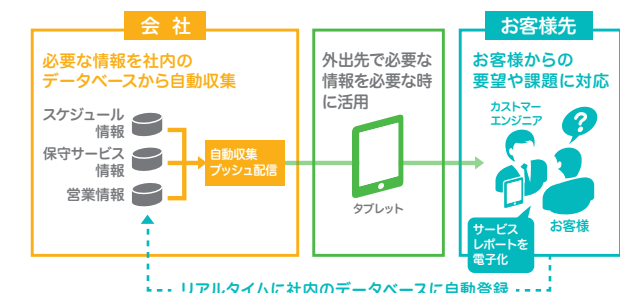 会 社
必要な情報を社内の
データベースから自動収集
スケジュール
情報
保守サービス
情報
営業情報
自動収集
プッシュ配信
外出先で必要な
情報を必要な時
に活用
タブレット
お客様先
お客様からの
要望や課題に対応
カストマー
エンジニア
?
お客様
サービス
レポートを
電子化
リアルタイムに社内のデータベースに自動登録